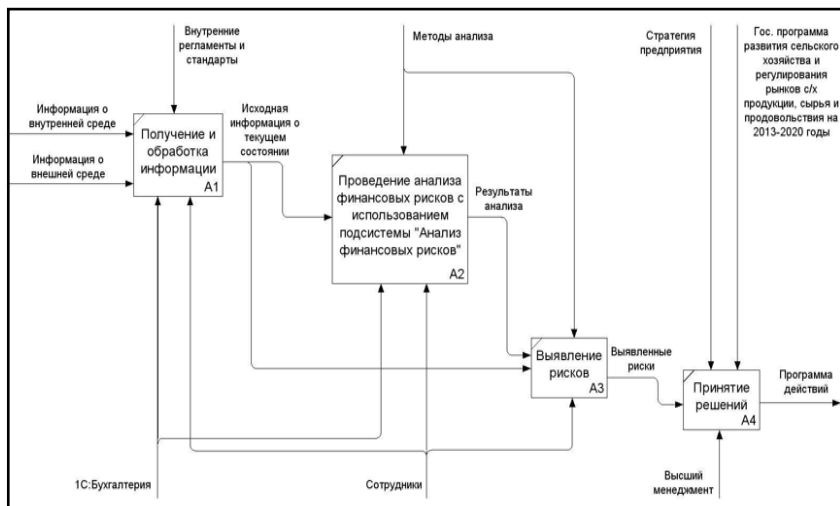 Внутренние
регламенты и
стандарты
Методы анализа
Стратегия
предприятия
Гос. программа
развития сельского
хозяйства и
регулирования
рынков с/х
продукции, сырья и
продовольствия на
2013-2020 годы
Информация о
внутренней среде
Информация о
внешней среде
Получение и
обработка
информации
A1
Исходная
информация о
текущем
состоянии
Проведение анализа
финансовых рисков с
использованием
подсистемы "Анализ
финансовых рисков"
A2
Результаты
анализа
Выявление
рисков
A3
Выявленные
риски
Принятие
решений
A4
Программа
действий
1С:Бухгалтерия
Сотрудники
Высший
менеджмент